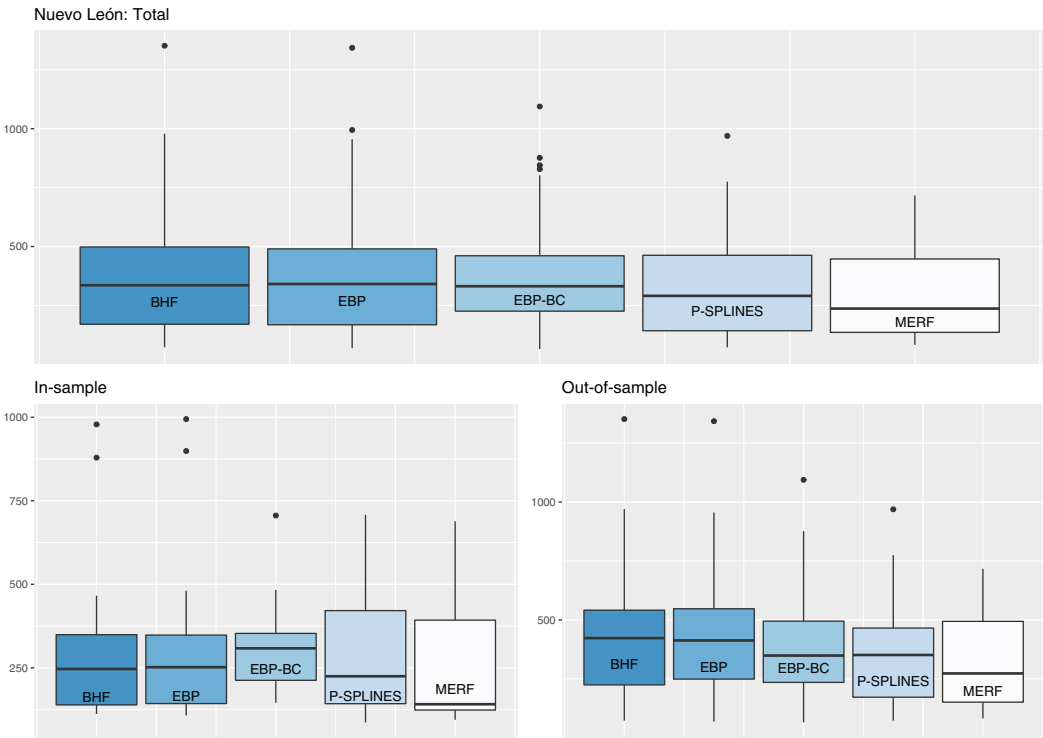 Nuevo León: Total
1000
500
BHF
EBP
EBP-BC
P-SPLINES
MERF
In-sample
1000
750
500
250
BHF
EBP
EBP-BC
P-SPLINES
MERF
Out-of-sample
1000
500
BHF
EBP
EBP-BC
P-SPLINES
MERF